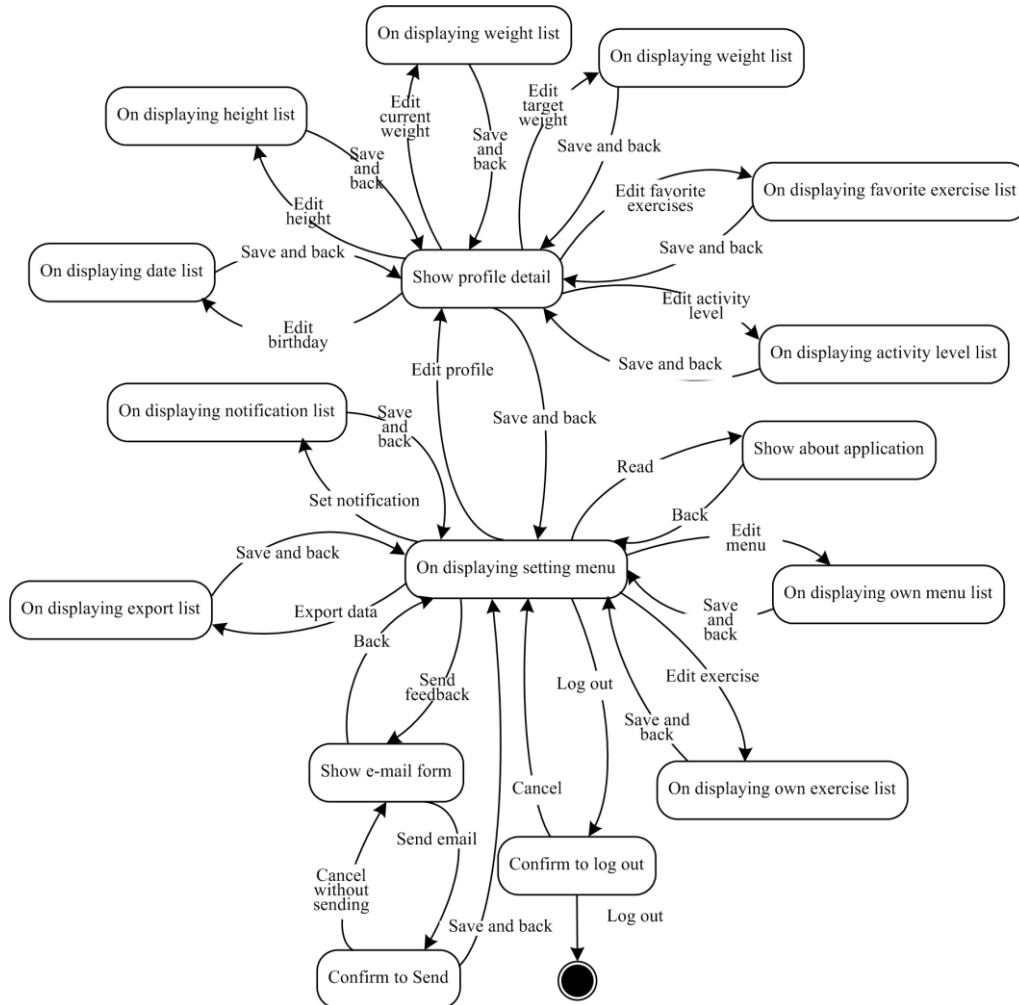 On displaying weight list
On displaying weight list
Edit
current
weight
Save
and
back
Edit
target
weight
Save and back
On displaying height list
Save
and
back
Edit
height
Edit favorite
exercises
On displaying favorite exercise list
Save and back
On displaying date list
Save and back
Show profile detail
Edit
birthday
Edit activity
level
On displaying activity level list
Save and back
Edit profile
Save and back
On displaying notification list
Save
and
back
Set notification
Read
Show about application
Back
Edit
menu
On displaying setting menu
On displaying own menu list
Save
and
back
Save and back
On displaying export list
Export data
Back
Send
feedback
Log out
Edit exercise
Save and
back
Show e-mail form
Cancel
On displaying own exercise list
Send email
Confirm to log out
Cancel
without
sending
Save and back
Log out
Confirm to Send